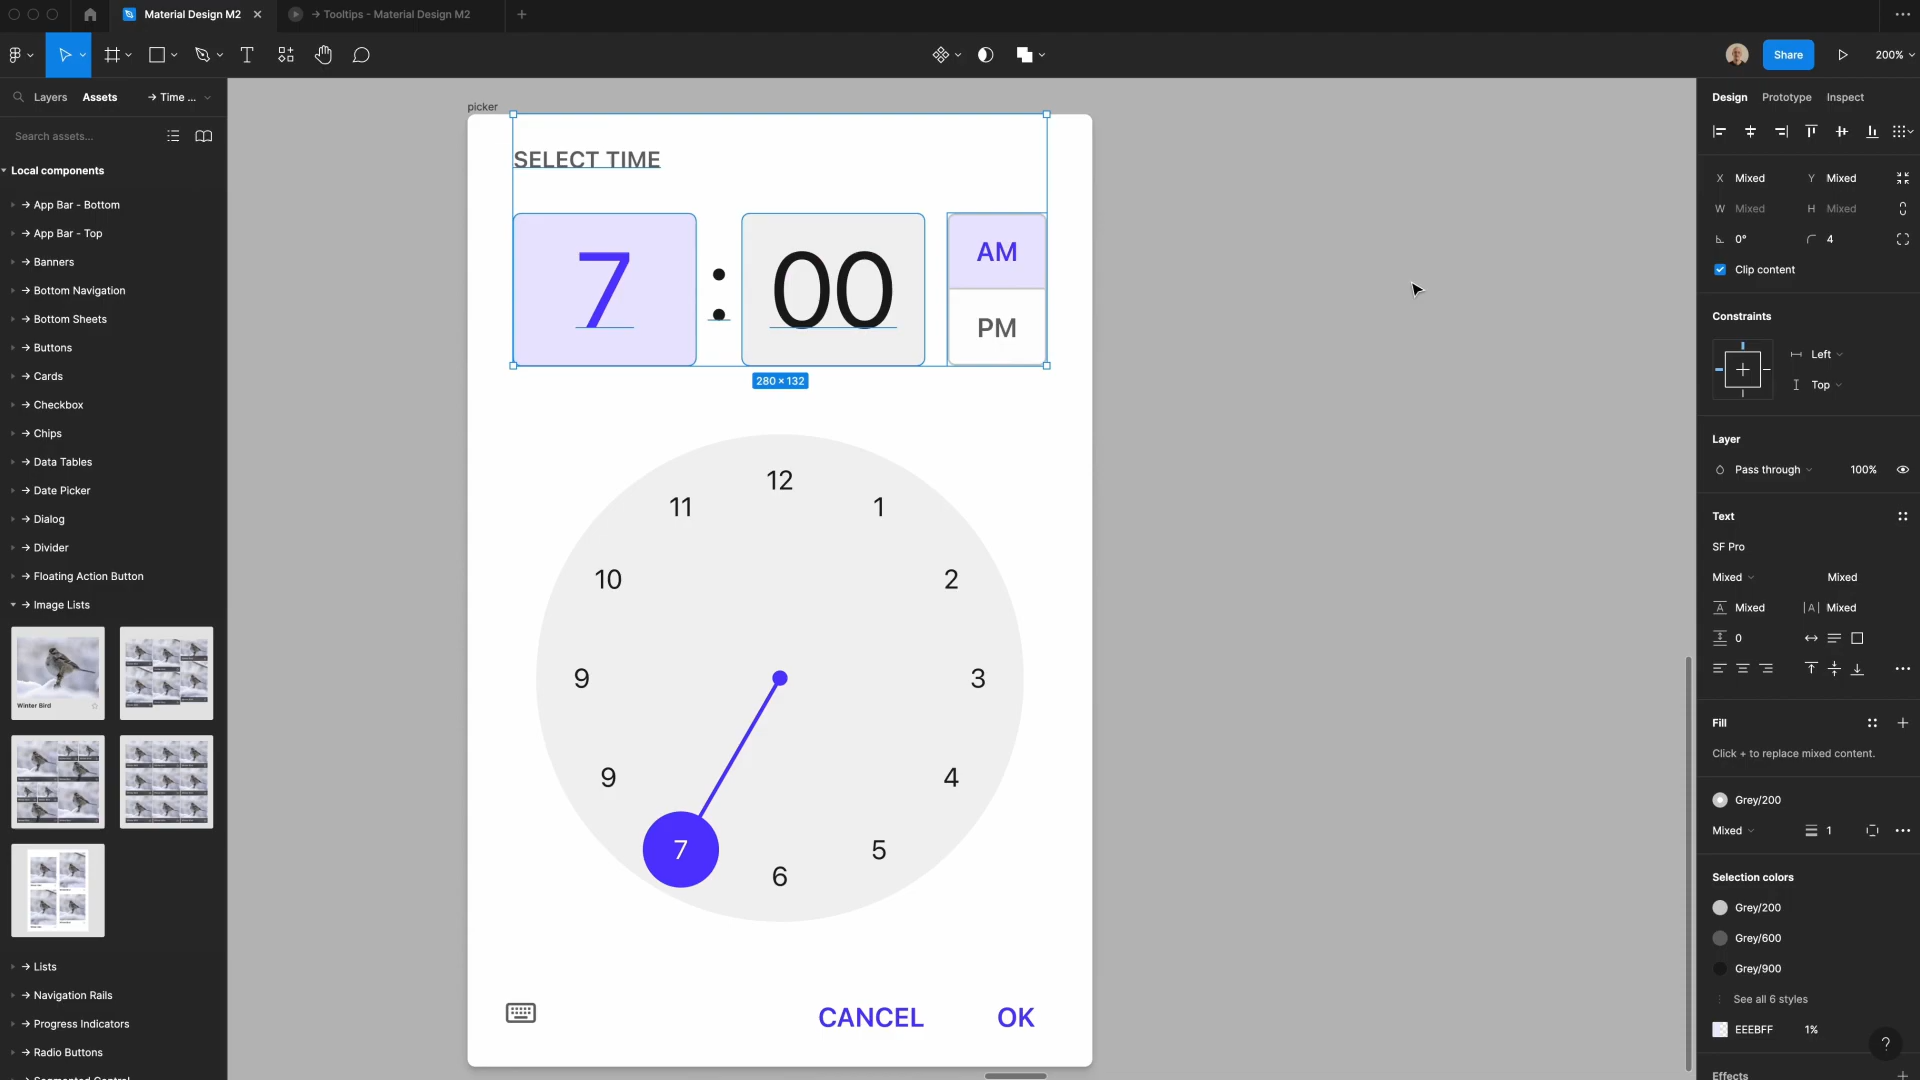 Material Design M2
→ Tooltips - Material Design M2
Share
200%
Layers
Assets
→ Time ...
Search assets...
Local components
→ App Bar - Bottom
→ App Bar - Top
→ Banners
→ Bottom Navigation
→ Bottom Sheets
→ Buttons
→ Cards
→ Checkbox
→ Chips
→ Data Tables
→ Date Picker
→ Dialog
→ Divider
→ Floating Action Button
→ Image Lists
Winter Bird
→ Lists
→ Navigation Rails
→ Progress Indicators
→ Radio Buttons
picker
SELECT TIME
7 : 00
AM
PM
280 × 132
12
11
1
10
2
9
3
9
4
7
5
6
CANCEL
OK
Design
Prototype
Inspect
X Mixed
Y Mixed
W Mixed
H Mixed
0°
4
Clip content
Constraints
Left
Top
Layer
Pass through
100%
Text
SF Pro
Mixed
Mixed
A Mixed
|A| Mixed
0
Fill
Click + to replace mixed content.
Grey/200
Mixed
1
Selection colors
Grey/200
Grey/600
Grey/900
See all 6 styles
EEEBFF
1%
?
Effects